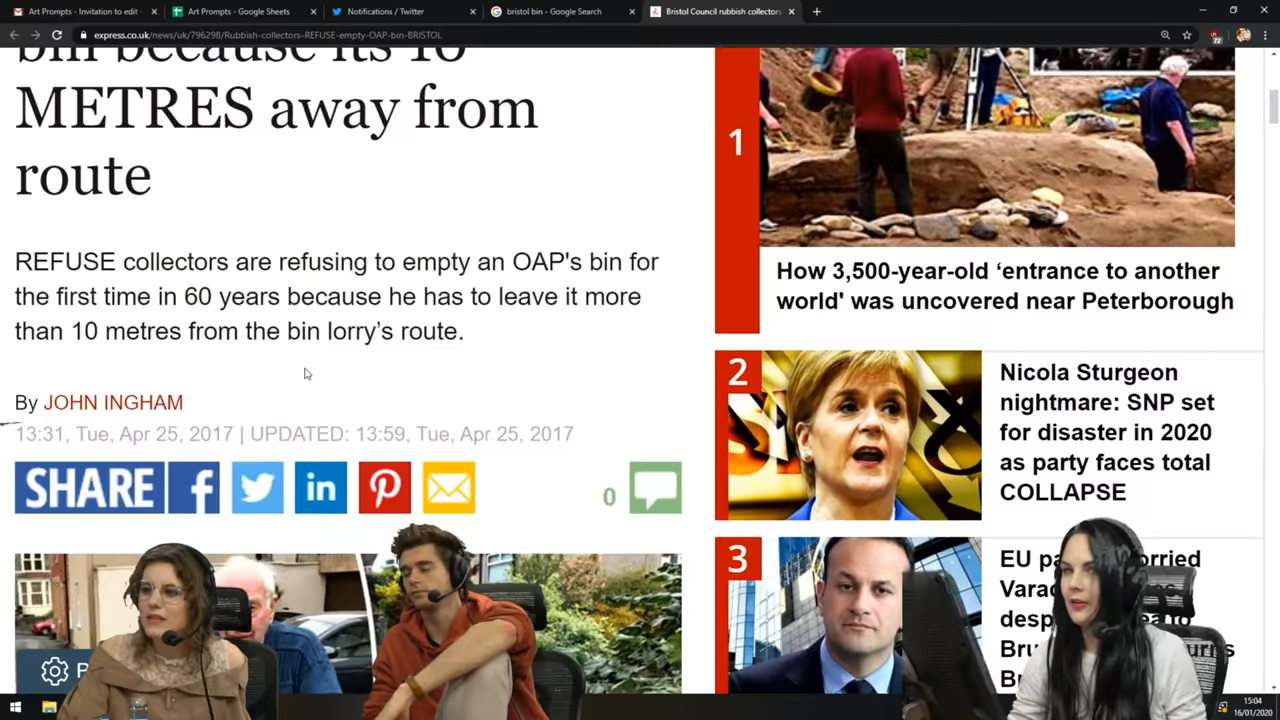 Art Prompts - Invitation to edit
Art Prompts - Google Sheets
Notifications / Twitter
bristol bin - Google Search
Bristol Council rubbish collector
express.co.uk/news/uk/796298/Rubbish-collectors-REFUSE-empty-OAP-bin-BRISTOL
bin because its 10
METRES away from
route
REFUSE collectors are refusing to empty an OAP's bin for
the first time in 60 years because he has to leave it more
than 10 metres from the bin lorry's route.
By JOHN INGHAM
13:31, Tue, Apr 25, 2017 | UPDATED: 13:59, Tue, Apr 25, 2017
SHARE
0
1
How 3,500-year-old 'entrance to another
world' was uncovered near Peterborough
2
Nicola Sturgeon
nightmare: SNP set
for disaster in 2020
as party faces total
COLLAPSE
3
EU
15:04
16/01/2020